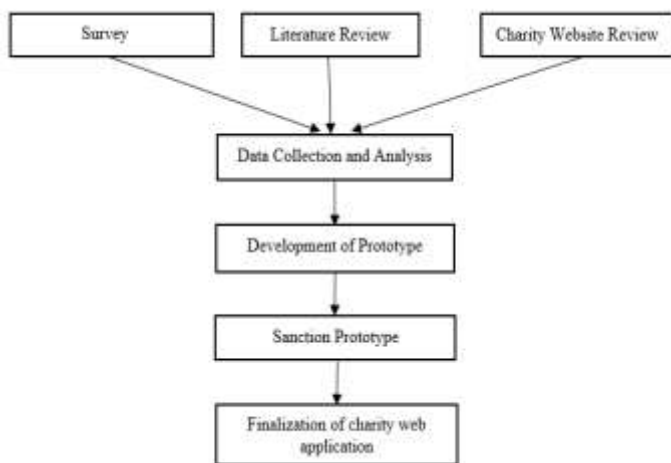 Survey
Literature Review
Charity Website Review
Data Collection and Analysis
Development of Prototype
Sanction Prototype
Finalization of charity web
application